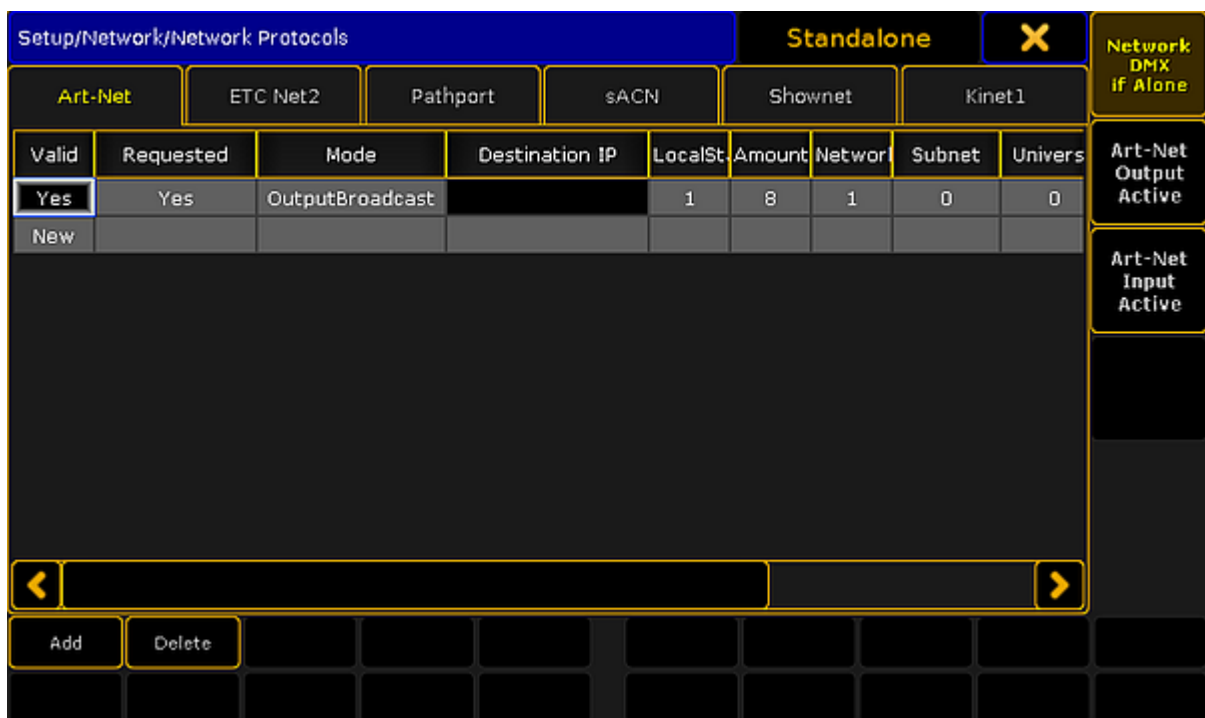 Setup/Network/Network Protocols Standalone
Network
DMX
if Alone
Art-Net ETC Net2 Pathport sACN Shownet Kinet1
Valid Requested Mode Destination IP LocalSt. Amount Networl Subnet Univers
Yes Yes OutputBroadcast 1 8 1 0 0
New
Art-Net
Output
Active
Art-Net
Input
Active
Add Delete